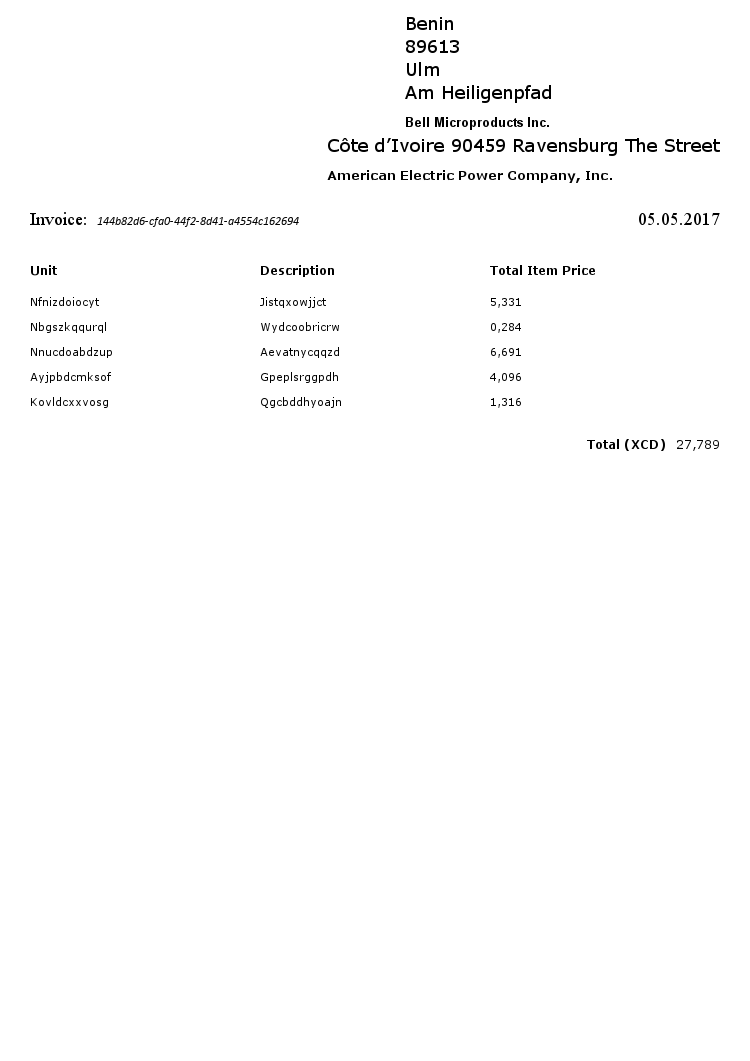 Benin
89613
Ulm
Am Heiligenpfad
Bell Microproducts Inc.
Côte d’Ivoire 90459 Ravensburg The Street
American Electric Power Company, Inc.
Invoice: 144b82d6-cfa0-44f2-8d41-a4554c162694 05.05.2017
Unit Description Total Item Price
Nfnizdoiocyt Jistqxowjjct 5,331
Nbgszkqqurql Wydcoobricrw 0,284
Nnucdoabdzup Aevatnycqqzd 6,691
Ayjpbdcmksof Gpeplsrggpdh 4,096
Kovldcxxvosg Qgcbddhyoajn 1,316
Total (XCD) 27,789